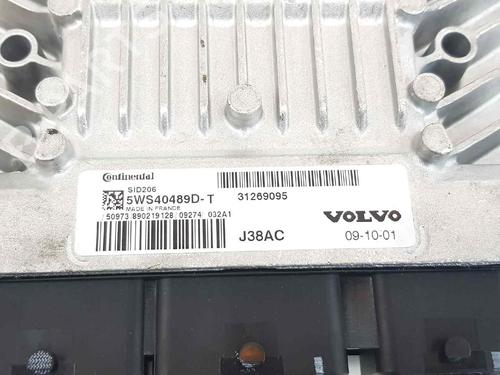 Continental
SID206
5WS40489D-T 31269095
MADE IN FRANCE
50973 890219128 09274 032A1
VOLVO
J38AC 09-10-01